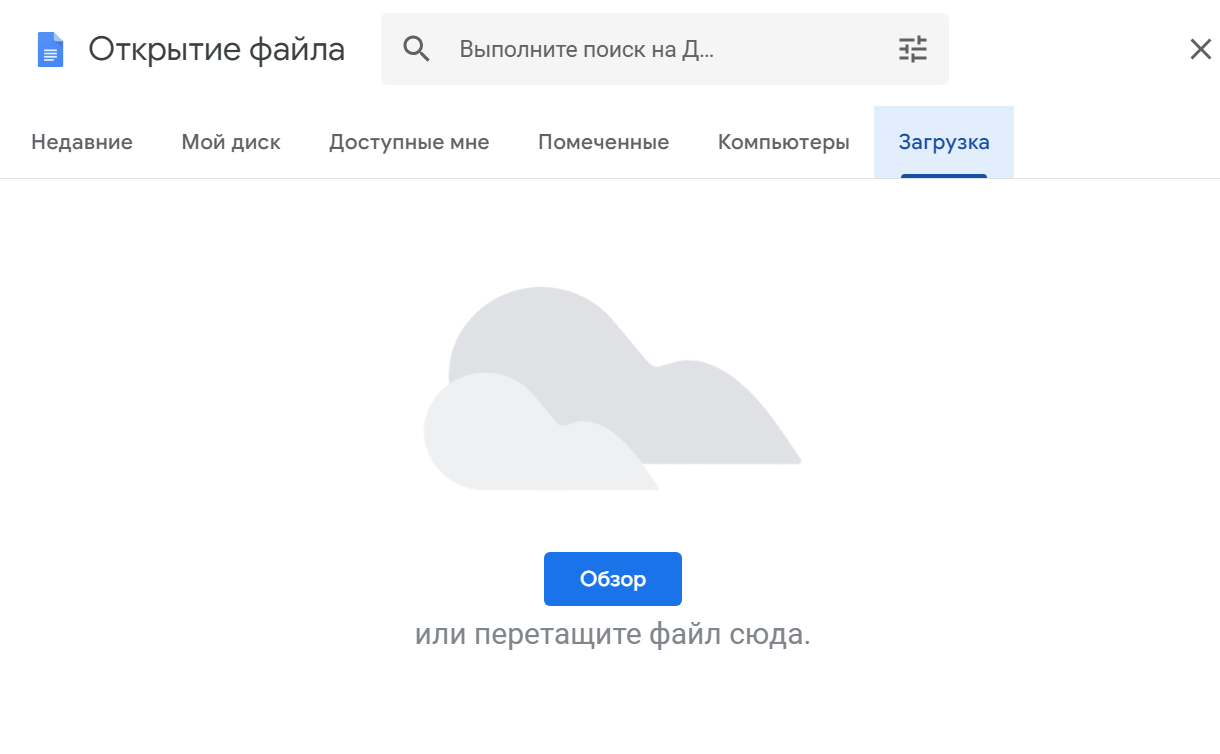 Открытие файла
Выполните поиск на Д...
Недавние
Мой диск
Доступные мне
Помеченные
Компьютеры
Загрузка
Обзор
или перетащите файл сюда.